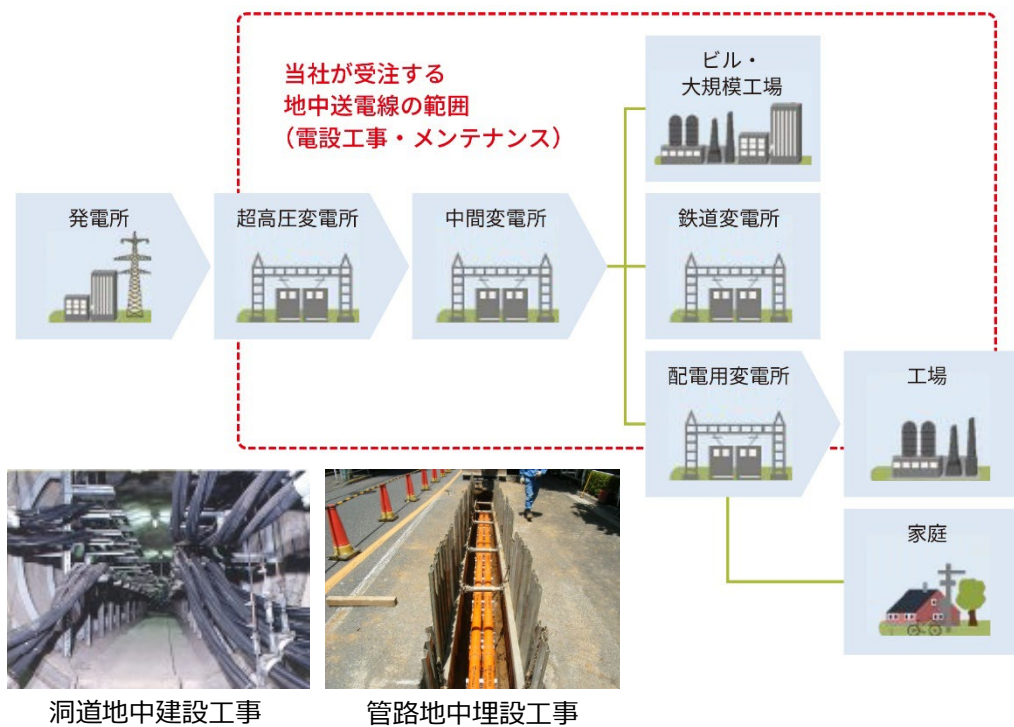 当社が受注する
地中送電線の範囲
（電設工事・メンテナンス）
ビル・
大規模工場
発電所
超高圧変電所
中間変電所
鉄道変電所
配電用変電所
工場
家庭
洞道地中建設工事
管路地中埋設工事